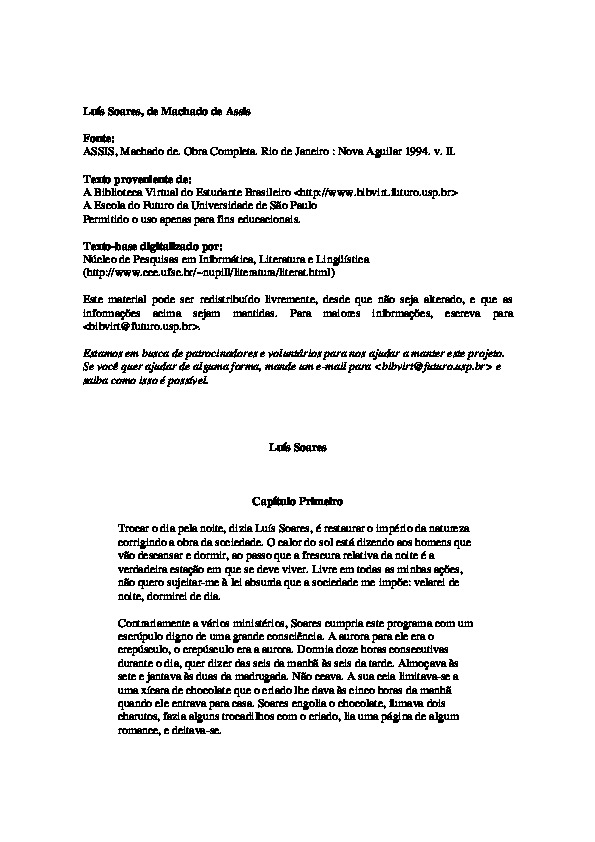 Luís Soares, de Machado de Assis
Fonte:
ASSIS, Machado de. Obra Completa. Rio de Janeiro : Nova Aguilar 1994. v. II.
Texto proveniente de:
A Biblioteca Virtual do Estudante Brasileiro <http://www.bibvirt.futuro.usp.br>
A Escola do Futuro da Universidade de São Paulo
Permitido o uso apenas para fins educacionais.
Texto-base digitalizado por:
Núcleo de Pesquisas em Informática, Literatura e Lingüística
(http://www.cce.ufsc.br/~nupill/literatura/literat.html)
Este material pode ser redistribuído livremente, desde que não seja alterado, e que as
informações acima sejam mantidas. Para maiores informações, escreva para
<bibvirt@futuro.usp.br>.
Estamos em busca de patrocinadores e voluntários para nos ajudar a manter este projeto.
Se você quer ajudar de alguma forma, mande um e-mail para <bibvirt@futuro.usp.br> e
saiba como isso é possível.
Luís Soares
Capítulo Primeiro
Trocar o dia pela noite, dizia Luís Soares, é restaurar o império da natureza
corrigindo a obra da sociedade. O calor do sol está dizendo aos homens que
vão descansar e dormir, ao passo que a frescura relativa da noite é a
verdadeira estação em que se deve viver. Livre em todas as minhas ações,
não quero sujeitar-me à lei absurda que a sociedade me impõe: velarei de
noite, dormirei de dia.
Contrariamente a vários ministérios, Soares cumpria este programa com um
escrúpulo digno de uma grande consciência. A aurora para ele era o
crepúsculo, o crepúsculo era a aurora. Dormia doze horas consecutivas
durante o dia, quer dizer das seis da manhã às seis da tarde. Almoçava às
sete e jantava às duas da madrugada. Não ceava. A sua ceia limitava-se a
uma xícara de chocolate que o criado lhe dava às cinco horas da manhã
quando ele entrava para casa. Soares engolia o chocolate, fumava dois
charutos, fazia alguns trocadilhos com o criado, lia uma página de algum
romance, e deitava-se.